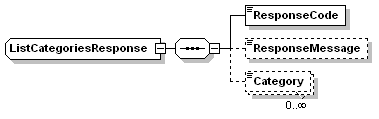 ResponseCode
ListCategoriesResponse
ResponseMessage
Category
0..∞